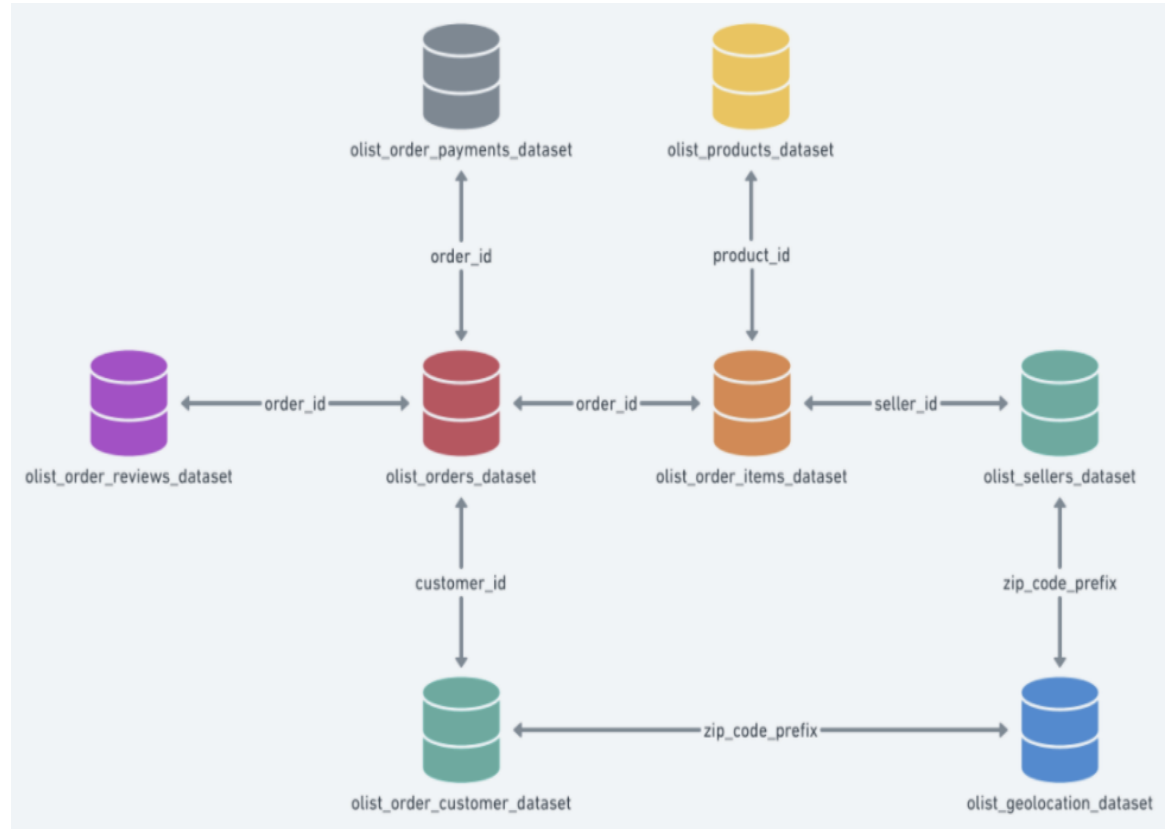 olist_order_payments_dataset
olist_products_dataset
order_id
product_id
order_id
order_id
seller_id
olist_order_reviews_dataset
olist_orders_dataset
olist_order_items_dataset
olist_sellers_dataset
customer_id
zip_code_prefix
zip_code_prefix
olist_order_customer_dataset
olist_geolocation_dataset